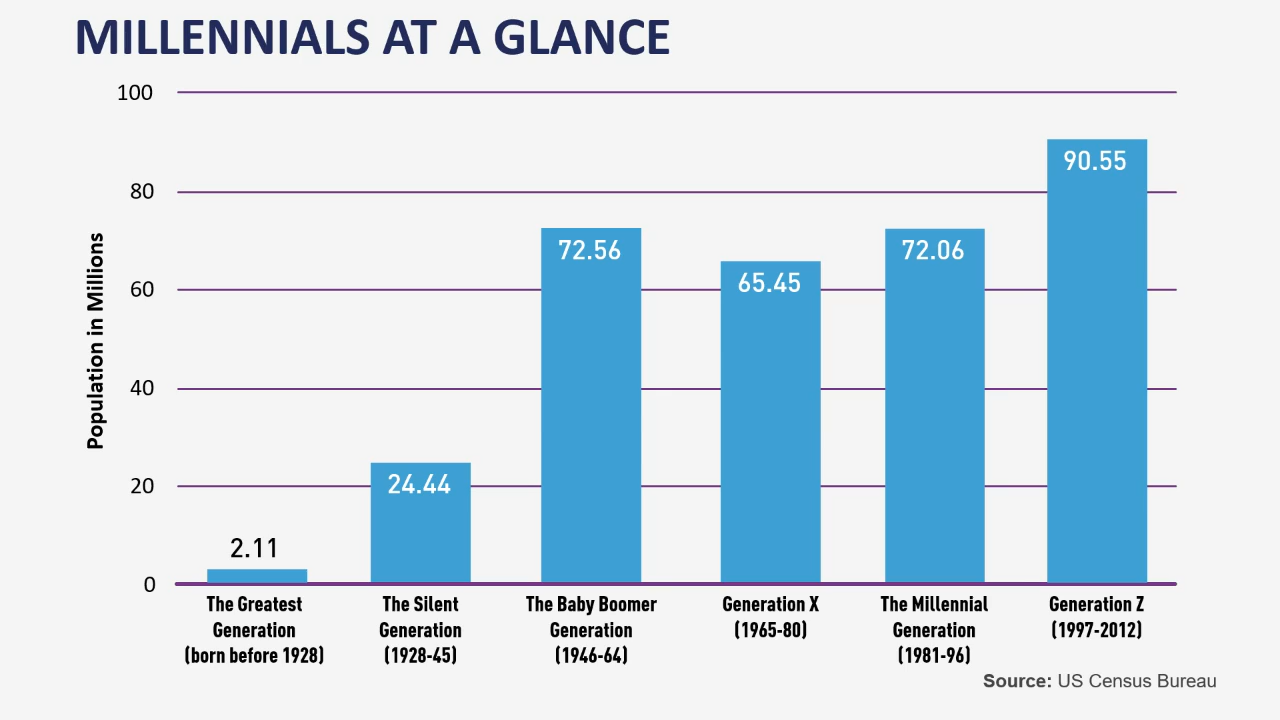 MILLENNIALS AT A GLANCE
100
80
60
40
20
0
Population in Millions
2.11
24.44
72.56
65.45
72.06
90.55
The Greatest
Generation
(born before 1928)
The Silent
Generation
(1928-45)
The Baby Boomer
Generation
(1946-64)
Generation X
(1965-80)
The Millennial
Generation
(1981-96)
Generation Z
(1997-2012)
Source: US Census Bureau